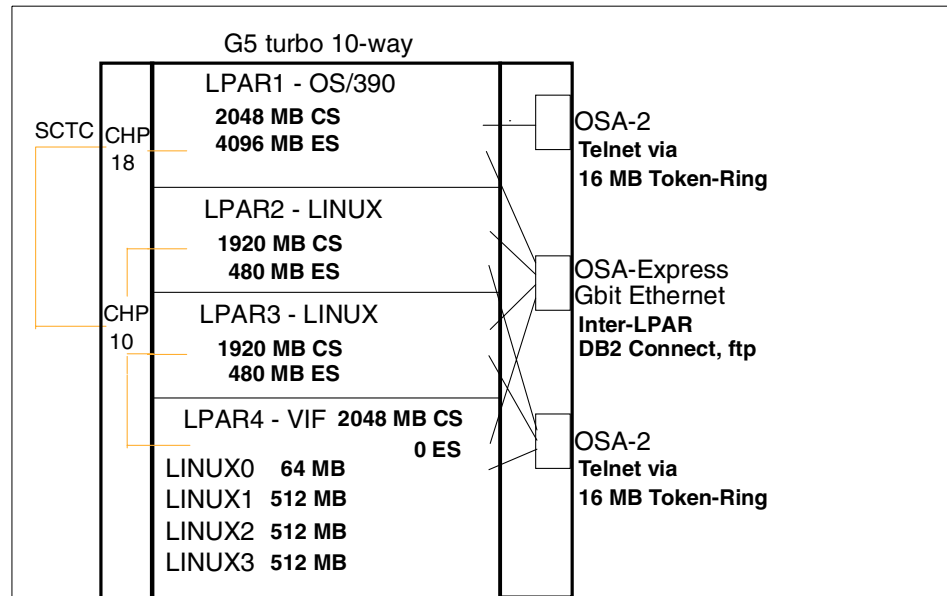 G5 turbo 10-way
LPAR1 - OS/390
2048 MB CS
4096 MB ES
SCTC
CHP
18
OSA-2
Telnet via
16 MB Token-Ring
LPAR2 - LINUX
1920 MB CS
480 MB ES
OSA-Express
Gbit Ethernet
Inter-LPAR
DB2 Connect, ftp
CHP
10
LPAR3 - LINUX
1920 MB CS
480 MB ES
LPAR4 - VIF 2048 MB CS
0 ES
LINUX0 64 MB
LINUX1 512 MB
LINUX2 512 MB
LINUX3 512 MB
OSA-2
Telnet via
16 MB Token-Ring